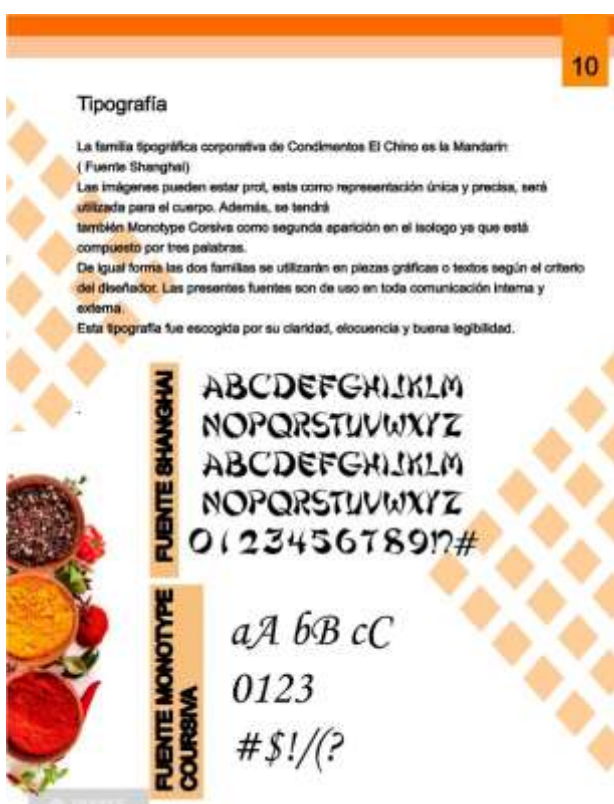 10
Tipografía
La familia tipográfica corporativa de Condimentos El Chino es la Mandarin
( Fuente Shanghai)
Las imágenes pueden estar prot, esta como representación única y precisa, será
utilizada para el cuerpo. Además, se tendrá
también Monotype Corsiva como segunda aparición en el isologo ya que está
compuesto por tres palabras.
De igual forma las dos familias se utilizarán en piezas gráficas o textos según el criterio
del diseñador. Las presentes fuentes son de uso en toda comunicación interna y
externa.
Esta tipografía fue escogida por su claridad, elocuencia y buena legibilidad.
FUENTE SHANGHAI
ABCDEFGHIJKLM
NOPQRSTUVWXYZ
ABCDEFGHIJKLM
NOPQRSTUVWXYZ
0123456789!?#
FUENTE MONOTYPE
COURSIVA
aA bB cC
0123
#$!/(?